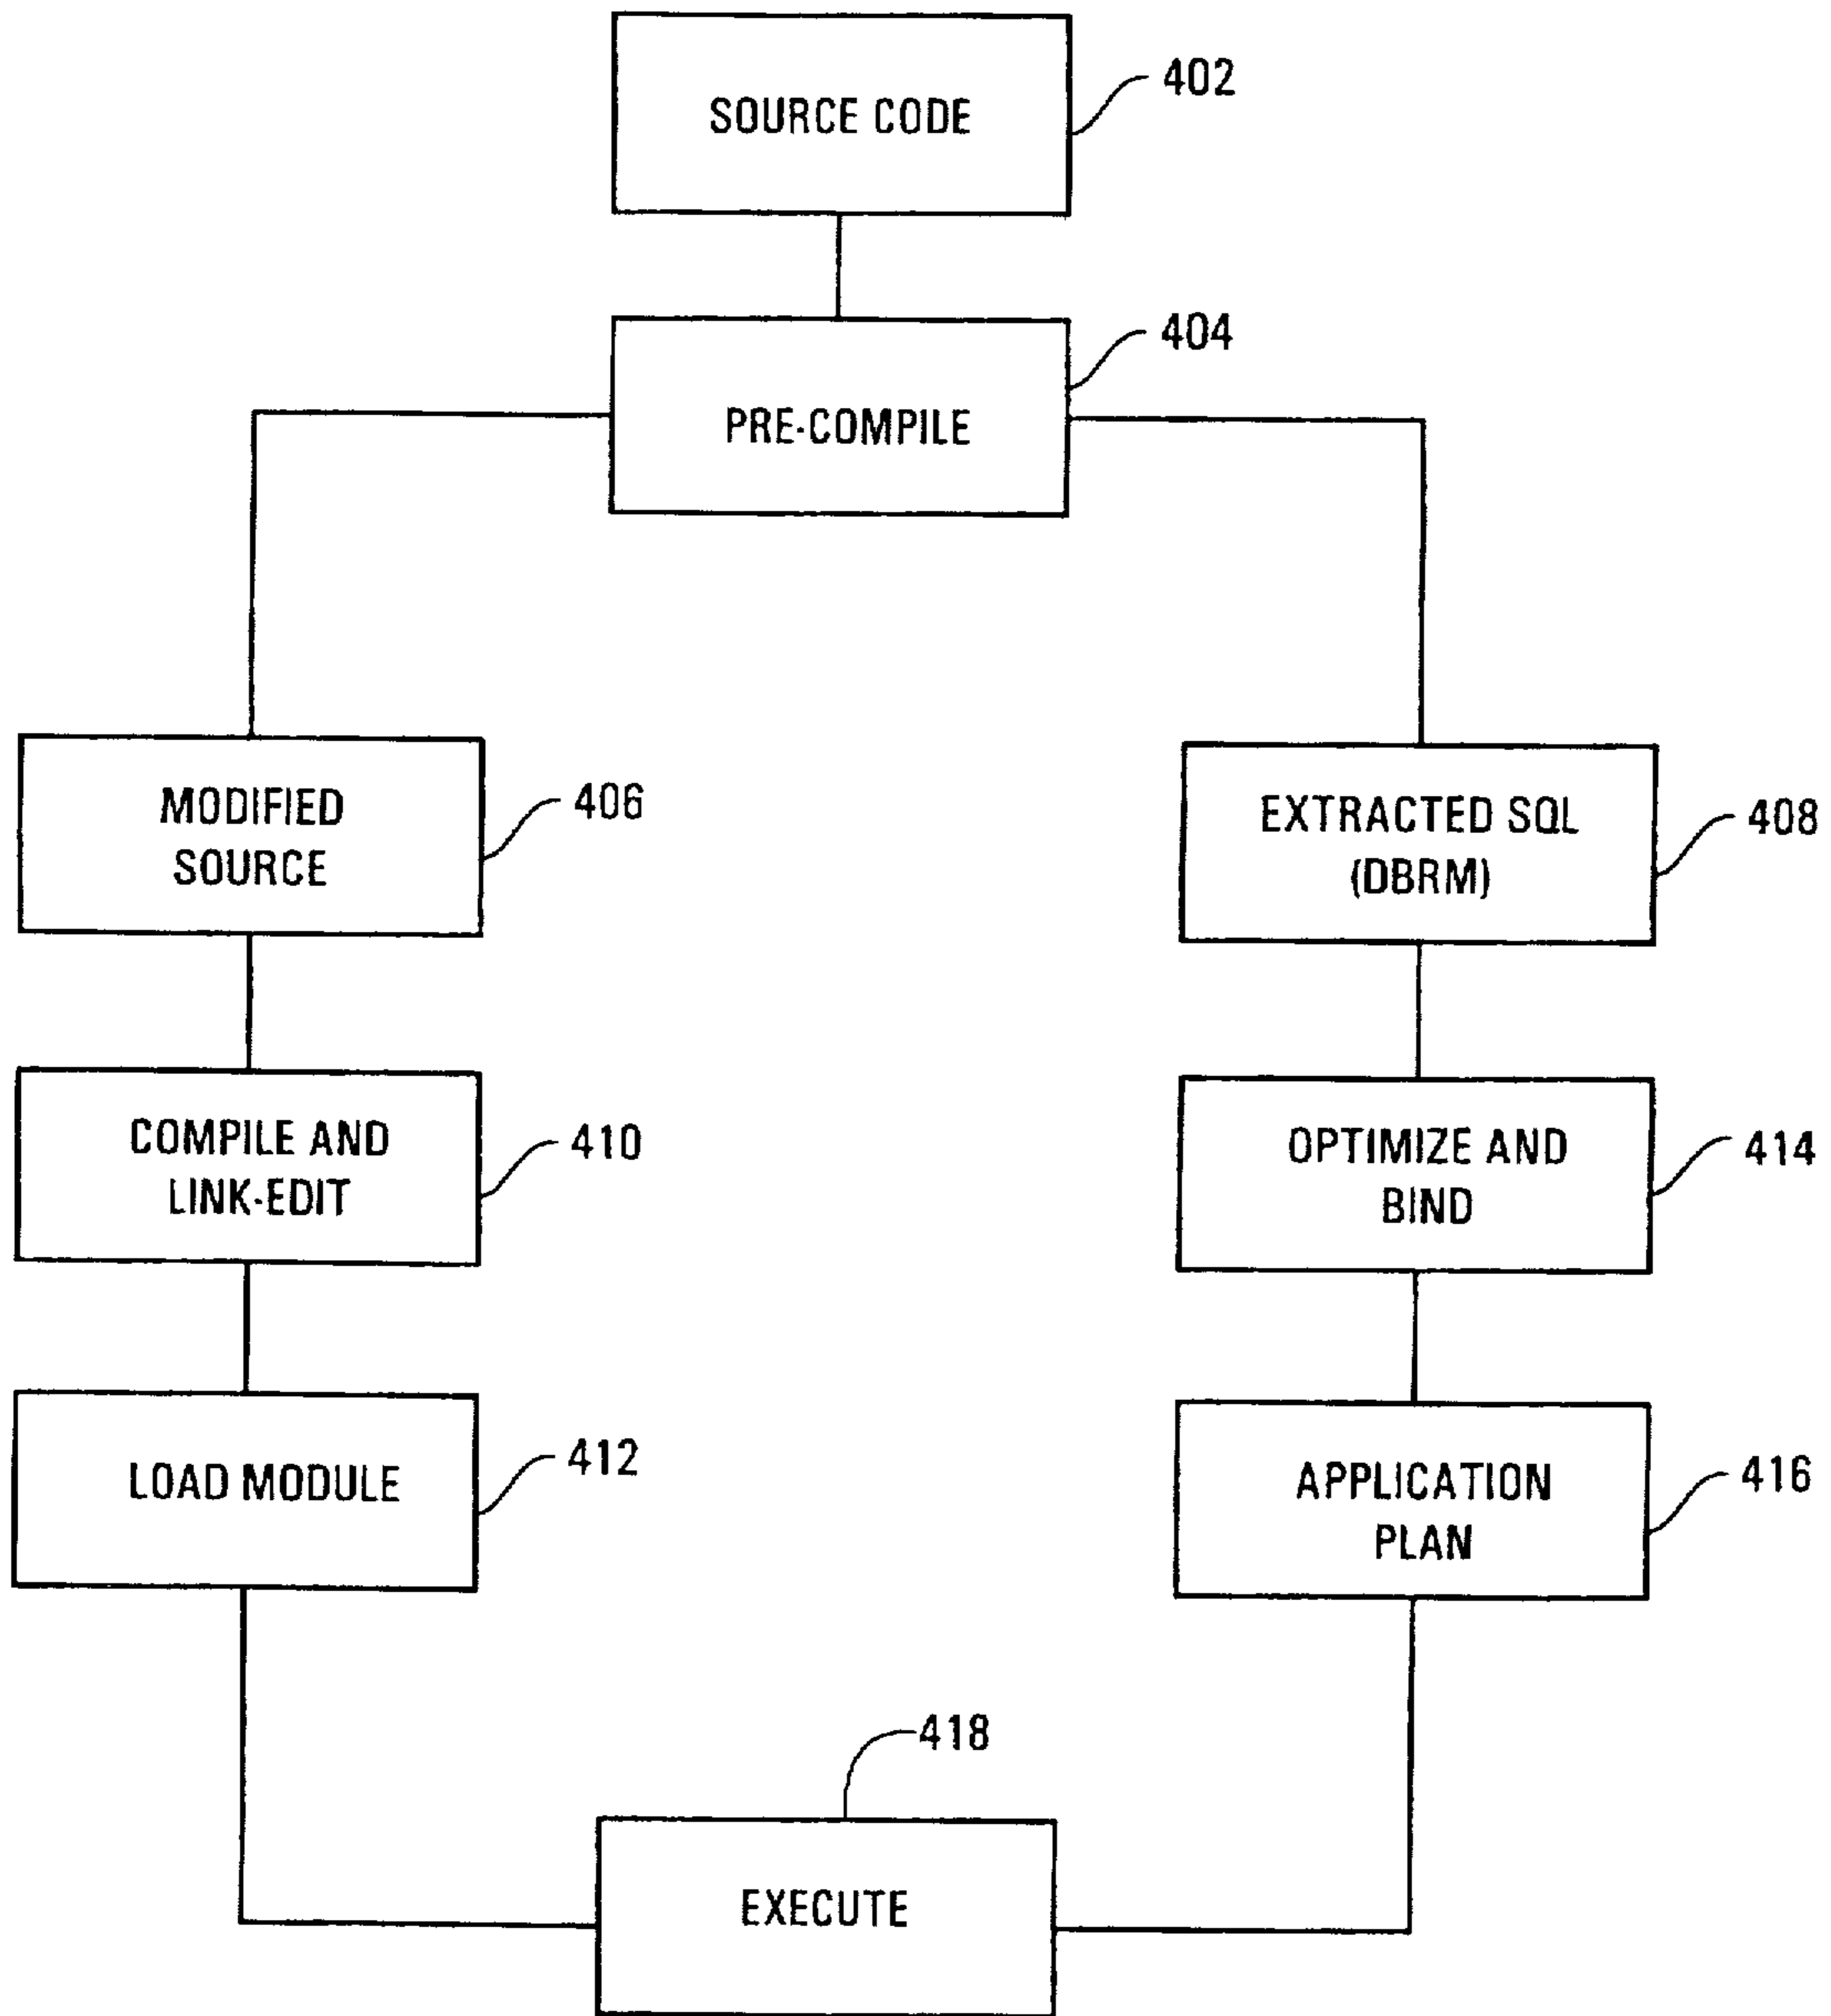 SOURCE CODE
402
PRE-COMPILE
404
MODIFIED
SOURCE
406
EXTRACTED SQL
(DBRM)
408
COMPILE AND
LINK-EDIT
410
OPTIMIZE AND
BIND
414
LOAD MODULE
412
APPLICATION
PLAN
416
418
EXECUTE